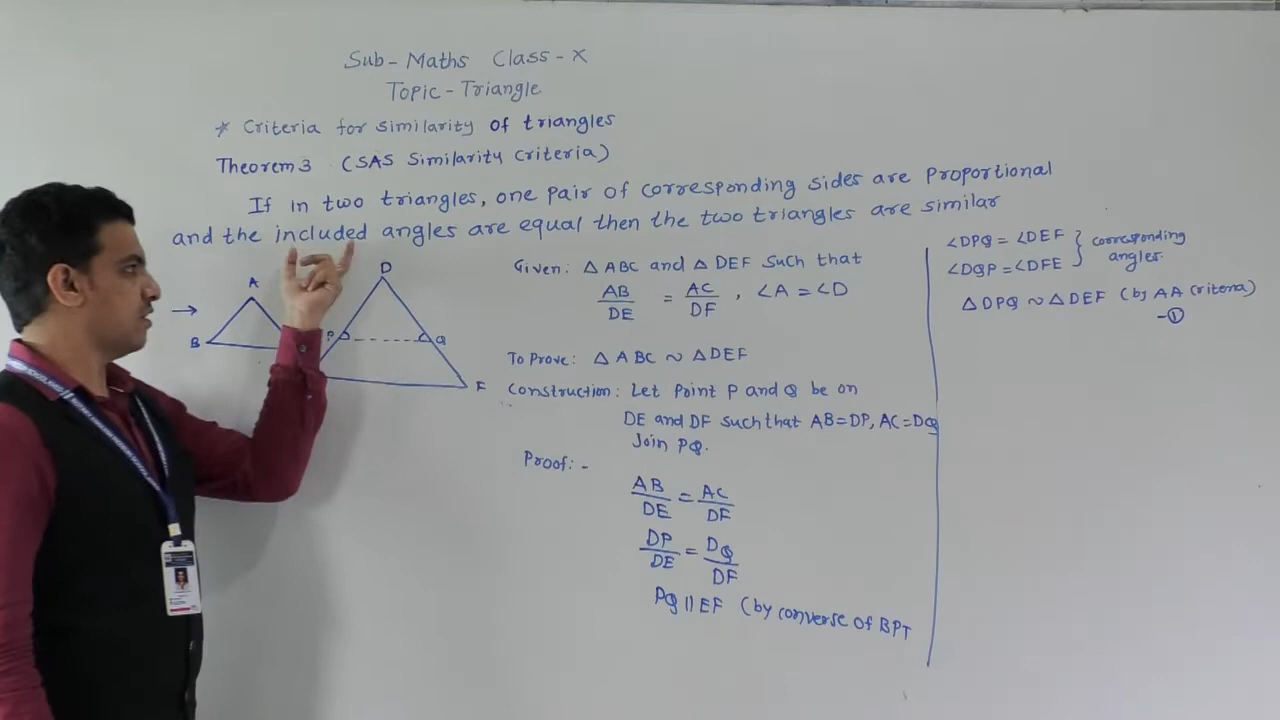 Sub- Maths Class - X
Topic - Triangle
* Criteria for similarity of triangles
Theorem 3 (SAS Similarity Criteria)
If in two triangles, one pair of corresponding sides are proportional
and the included angles are equal then the two triangles are similar
A
B
D
P
Q
F
Given: △ ABC and △ DEF such that
AB/DE = AC/DF, ∠A = ∠D
To Prove: △ ABC ~ △DEF
Construction: Let Point P and Q be on
DE and DF such that AB=DP, AC=DQ
Join PQ.
Proof:-
AB/DE = AC/DF
DP/DE = DQ/DF
PQ || EF (by converse of BPT
∠DPQ = ∠DEF } corresponding
∠DQP = ∠DFE } angles.
△DPQ ~ △DEF (by AA Criteria)
-①